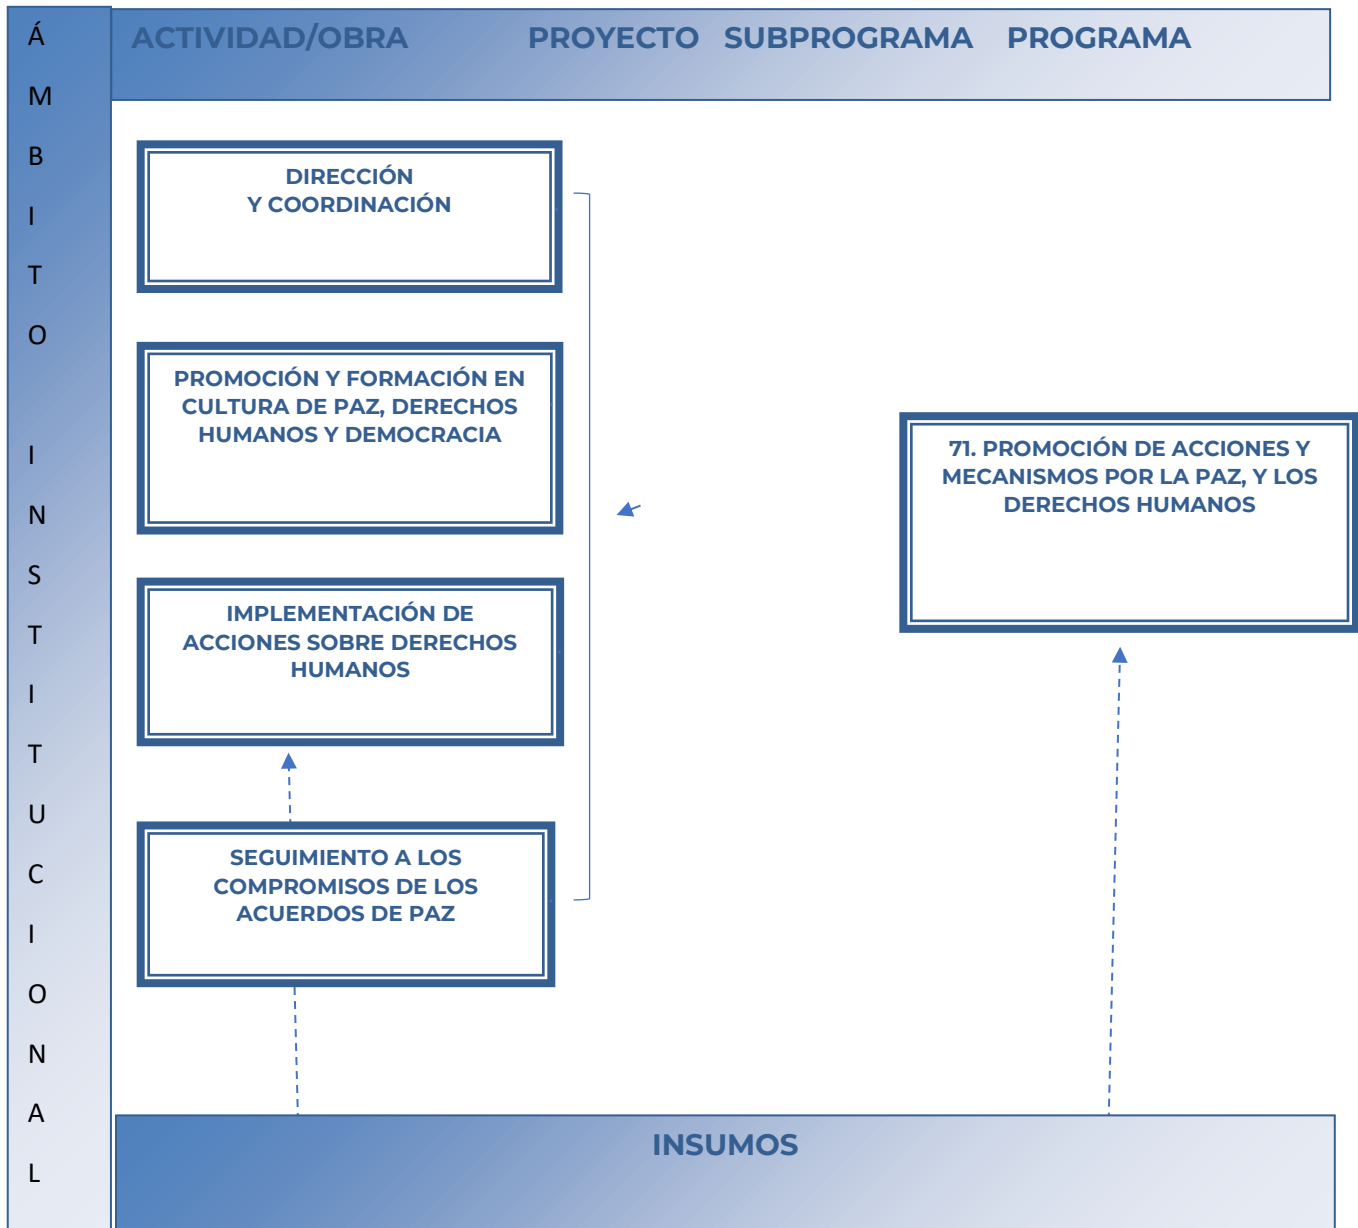 Á
M
B
I
T
O
I
N
S
T
I
T
U
C
I
O
N
A
L
ACTIVIDAD/OBRA PROYECTO SUBPROGRAMA PROGRAMA
DIRECCIÓN
Y COORDINACIÓN
PROMOCIÓN Y FORMACIÓN EN
CULTURA DE PAZ, DERECHOS
HUMANOS Y DEMOCRACIA
71. PROMOCIÓN DE ACCIONES Y
MECANISMOS POR LA PAZ, Y LOS
DERECHOS HUMANOS
IMPLEMENTACIÓN DE
ACCIONES SOBRE DERECHOS
HUMANOS
SEGUIMIENTO A LOS
COMPROMISOS DE LOS
ACUERDOS DE PAZ
INSUMOS